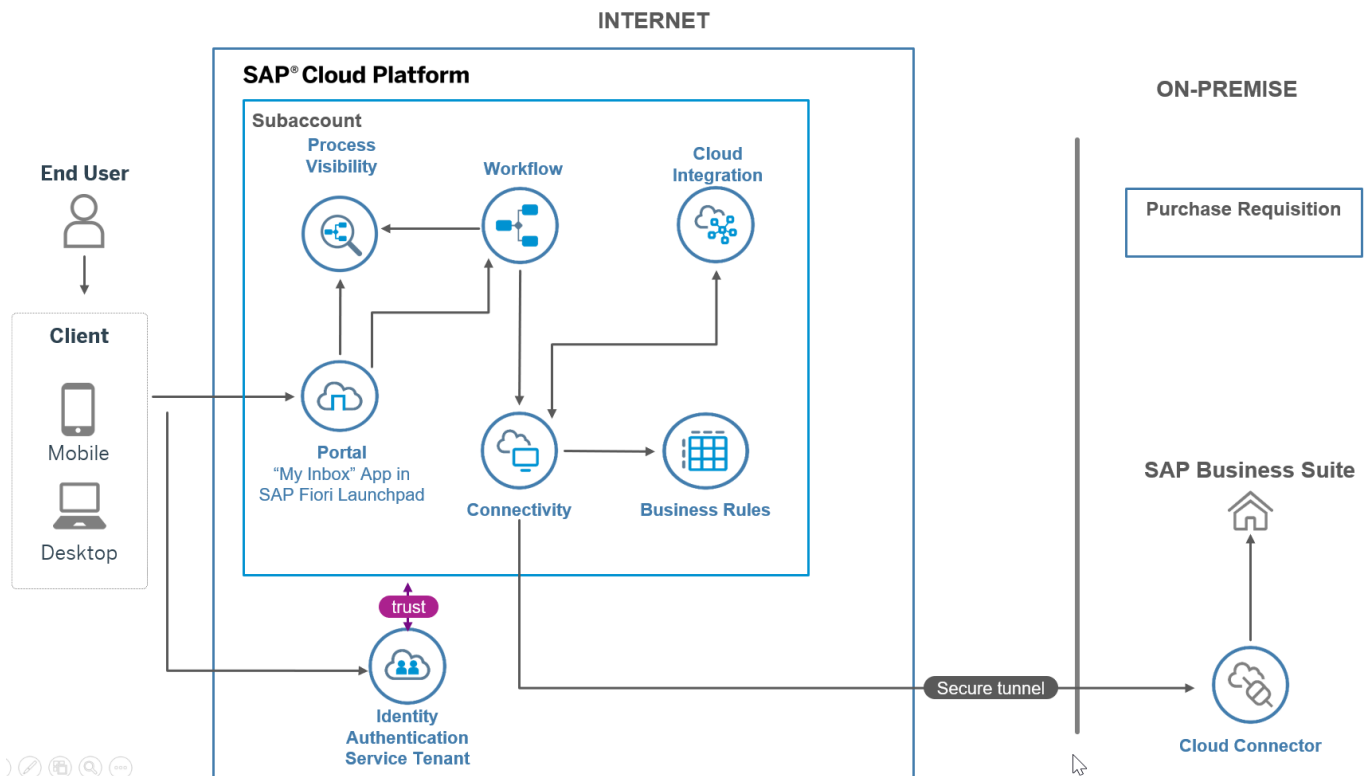 INTERNET
SAP® Cloud Platform
ON-PREMISE
Subaccount
Process
Visibility
Workflow
Cloud
Integration
End User
Purchase Requisition
Client
Mobile
Desktop
Portal
“My Inbox” App in
SAP Fiori Launchpad
Connectivity
Business Rules
SAP Business Suite
trust
Identity
Authentication
Service Tenant
Secure tunnel
Cloud Connector